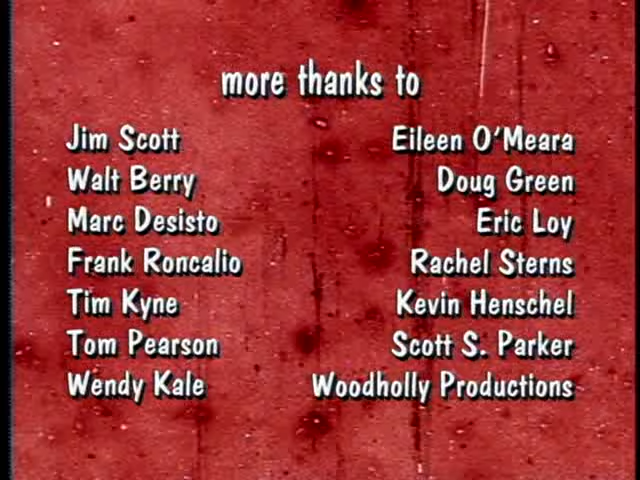 more thanks to
Jim Scott
Walt Berry
Marc Desisto
Frank Roncalio
Tim Kyne
Tom Pearson
Wendy Kale
Eileen O'Meara
Doug Green
Eric Loy
Rachel Sterns
Kevin Henschel
Scott S. Parker
Woodholly Productions